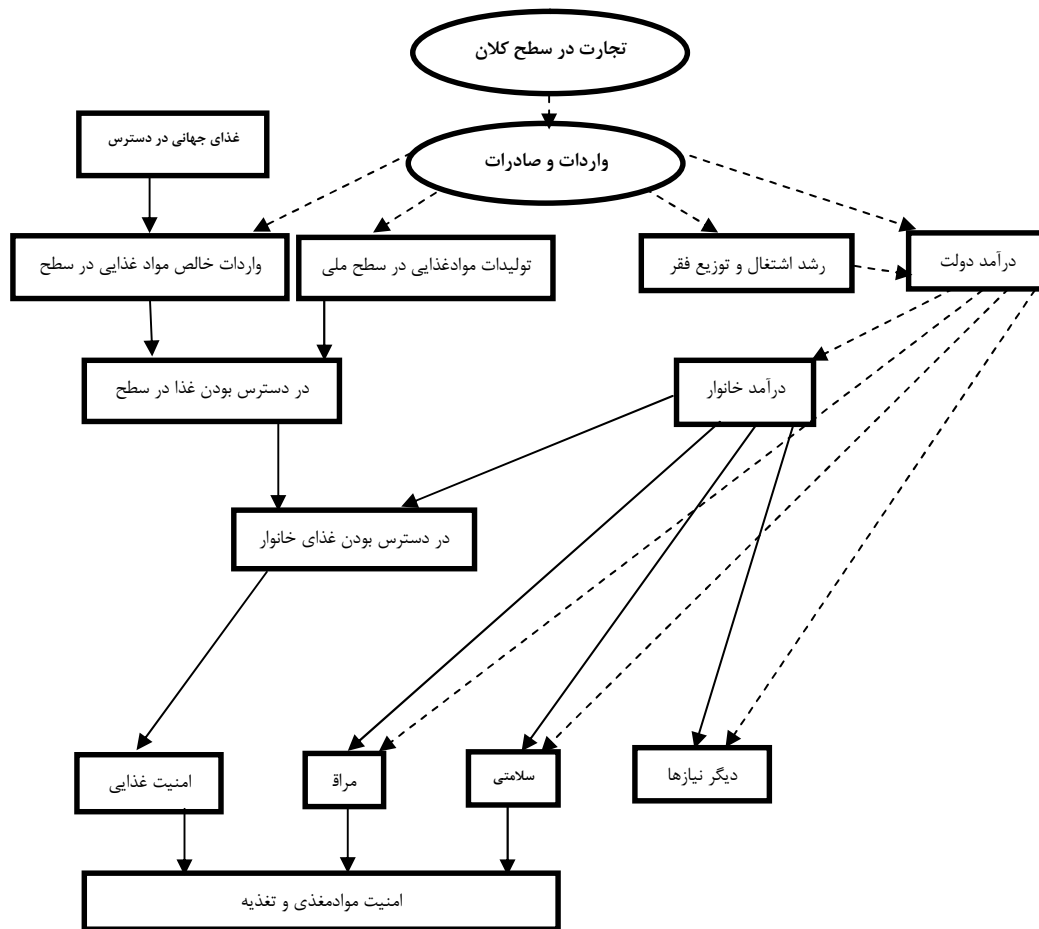 تجارت در سطح کلان
غذای جهانی در دسترس
واردات و صادرات
واردات خالص مواد غذایی در سطح
تولیدات موادغذایی در سطح ملی
رشد اشتغال و توزیع فقر
درآمد دولت
در دسترس بودن غذا در سطح
درآمد خانوار
در دسترس بودن غذای خانوار
امنیت غذایی
مراق
سلامتی
دیگر نیازها
امنیت موادمغذی و تغذیه